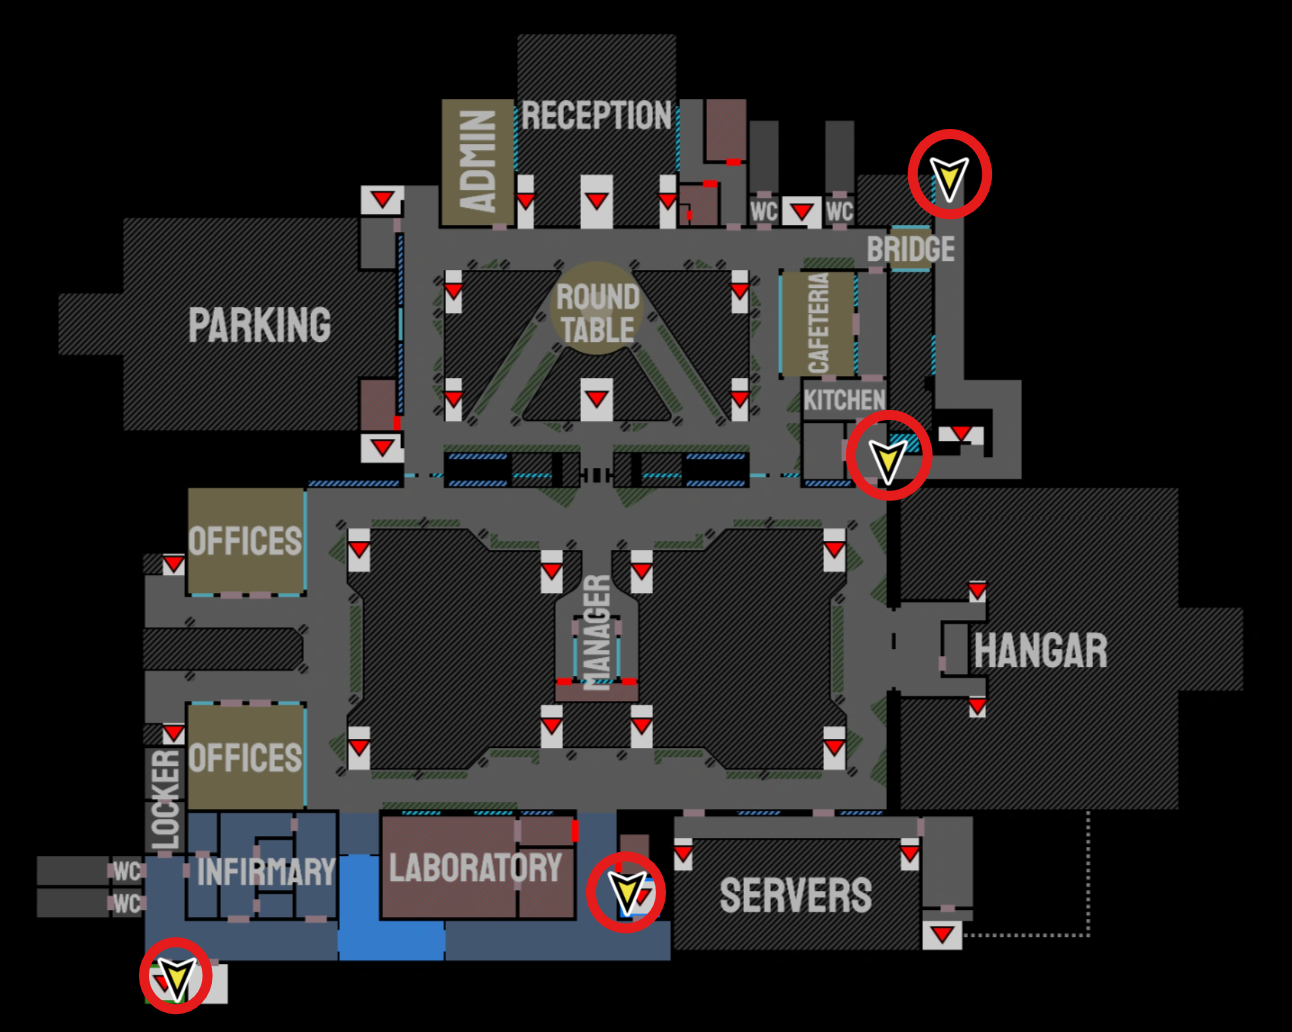 RECEPTION
ADMIN
WC
WC
BRIDGE
ROUND
TABLE
PARKING
CAFETERIA
KITCHEN
OFFICES
MANAGER
HANGAR
OFFICES
LOCKER
INFIRMARY
LABORATORY
SERVERS
WC
WC